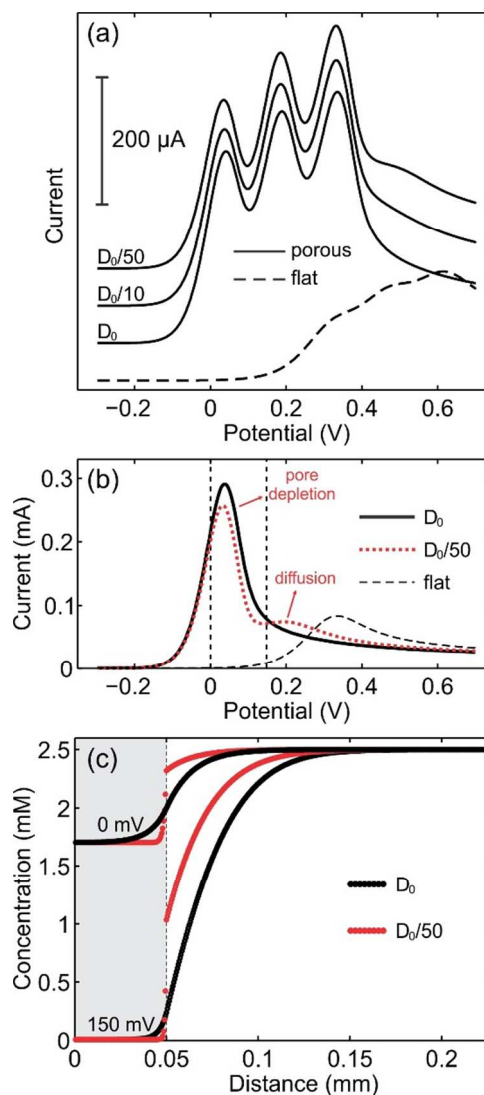 (a)
200 µA
Current
D₀/50
D₀/10
D₀
porous
flat
−0.2 0 0.2 0.4 0.6
Potential (V)
(b)
0.3
0.2
0.1
0
Current (mA)
pore
depletion
diffusion
D₀
D₀/50
flat
−0.2 0 0.2 0.4 0.6
Potential (V)
(c)
2.5
2
1.5
1
0.5
0
Concentration (mM)
0 mV
150 mV
D₀
D₀/50
0 0.05 0.1 0.15 0.2
Distance (mm)